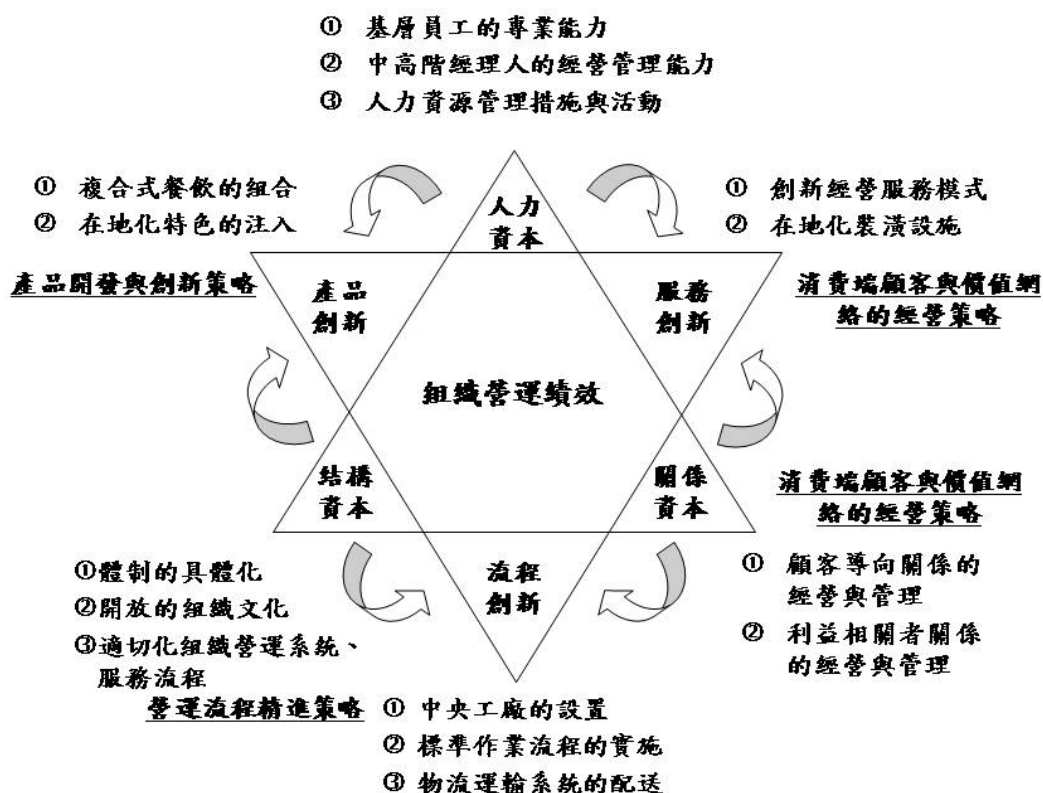 ① 基層員工的專業能力
② 中高階經理人的經營管理能力
③ 人力資源管理措施與活動
① 複合式餐飲的組合
② 在地化特色的注入
產品開發與創新策略
① 創新經營服務模式
② 在地化裝潢設施
消費端顧客與價值網
絡的經營策略
人力
資本
產品
創新
服務
創新
組織營運績效
結構
資本
關係
資本
流程
創新
消費端顧客與價值網
絡的經營策略
① 顧客導向關係的
經營與管理
② 利益相關者關係
的經營與管理
①體制的具體化
②開放的組織文化
③適切化組織營運系統、
服務流程
營運流程精進策略
① 中央工廠的設置
② 標準作業流程的實施
③ 物流運輸系統的配送